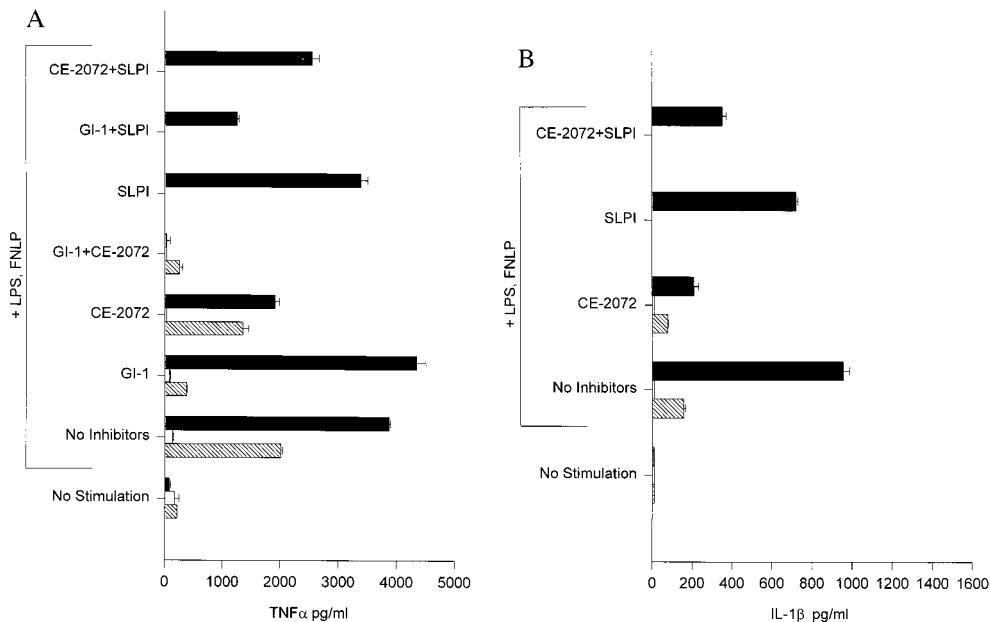 A
CE-2072+SLPI
GI-1+SLPI
SLPI
GI-1+CE-2072
CE-2072
GI-1
No Inhibitors
No Stimulation
+ LPS, FNLP
0 1000 2000 3000 4000 5000
TNFα pg/ml
B
CE-2072+SLPI
SLPI
CE-2072
No Inhibitors
No Stimulation
+ LPS, FNLP
0 200 400 600 800 1000 1200 1400 1600
IL-1β pg/ml